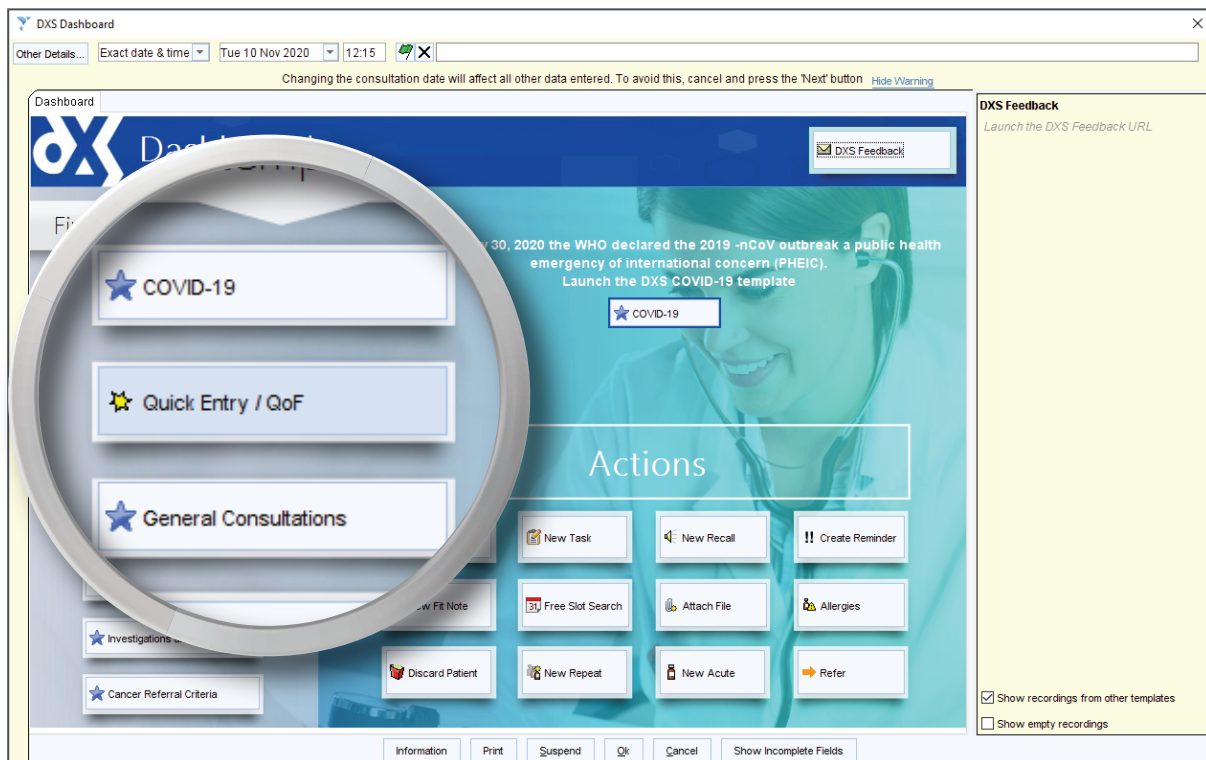 DXS Dashboard
Other Details... Exact date & time Tue 10 Nov 2020 12:15
Changing the consultation date will affect all other data entered. To avoid this, cancel and press the 'Next' button Hide Warning
Dashboard
DXS Feedback
Launch the DXS Feedback URL
dXS
DXS Feedback
30, 2020 the WHO declared the 2019 -nCoV outbreak a public health
emergency of international concern (PHEIC).
Launch the DXS COVID-19 template
COVID-19
COVID-19
Quick Entry / QoF
General Consultations
Actions
New Task
New Recall
!! Create Reminder
Fit Note
Free Slot Search
Attach File
Allergies
Investigations
Discard Patient
New Repeat
New Acute
Refer
Cancer Referral Criteria
Show recordings from other templates
Show empty recordings
Information Print Suspend Ok Cancel Show Incomplete Fields